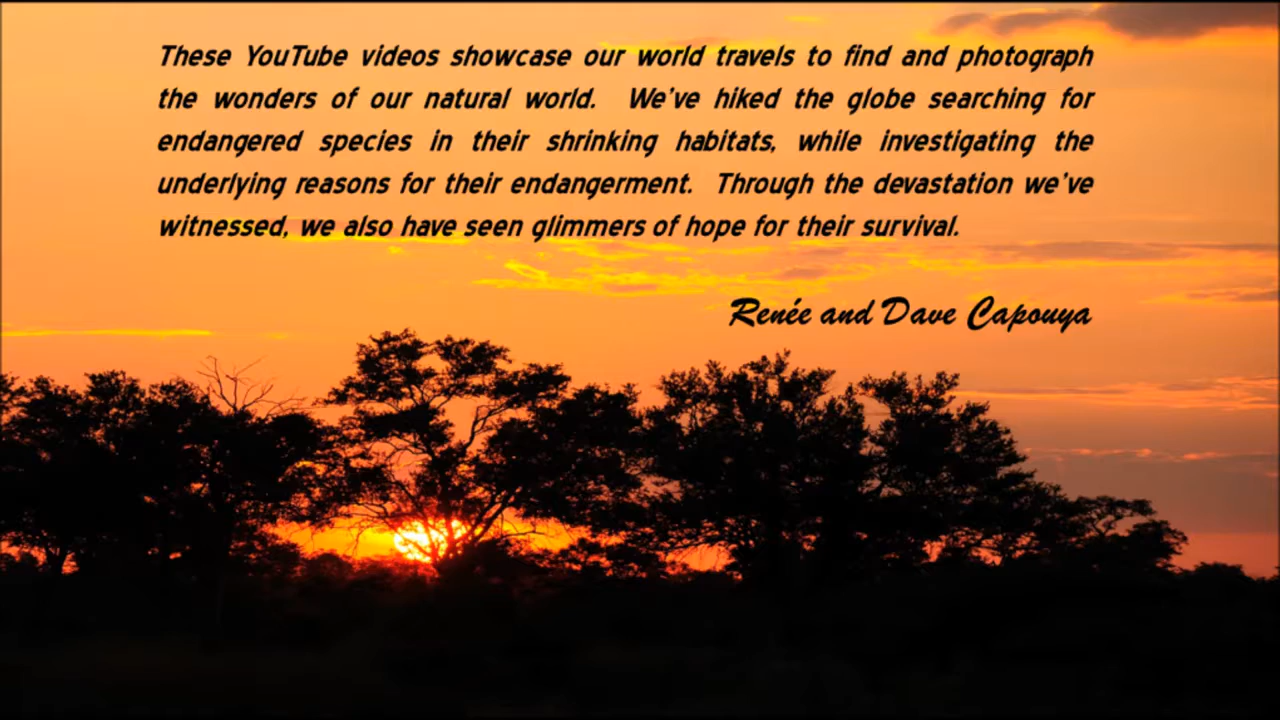 These YouTube videos showcase our world travels to find and photograph
the wonders of our natural world.  We've hiked the globe searching for
endangered species in their shrinking habitats, while investigating the
underlying reasons for their endangerment.  Through the devastation we've
witnessed, we also have seen glimmers of hope for their survival.
Renée and Dave Capouya